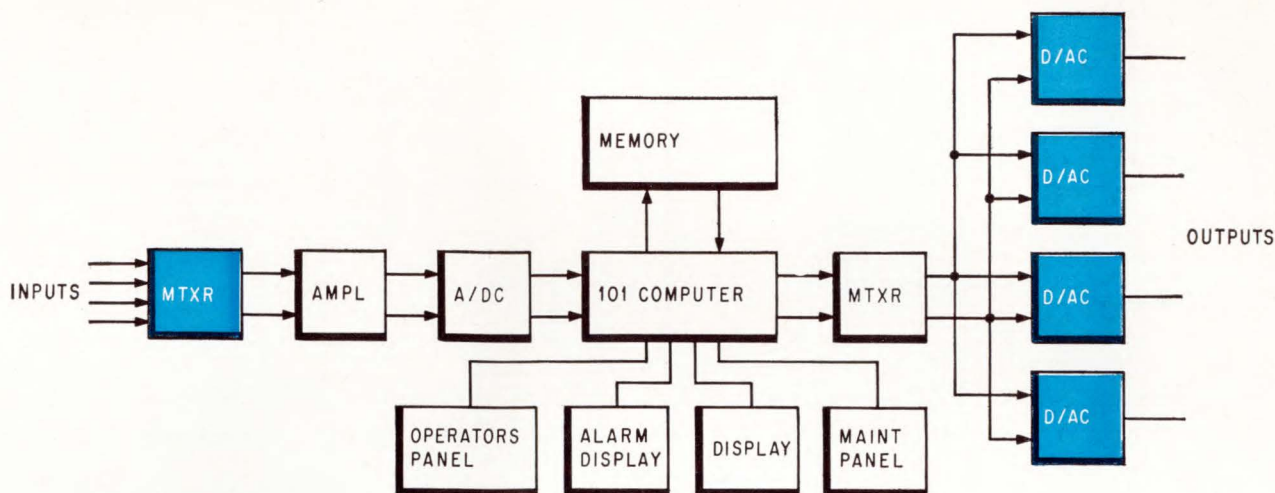 INPUTS
MTXR
AMPL
A/DC
101 COMPUTER
MEMORY
MTXR
D/AC
D/AC
D/AC
D/AC
OUTPUTS
OPERATORS
PANEL
ALARM
DISPLAY
DISPLAY
MAINT
PANEL